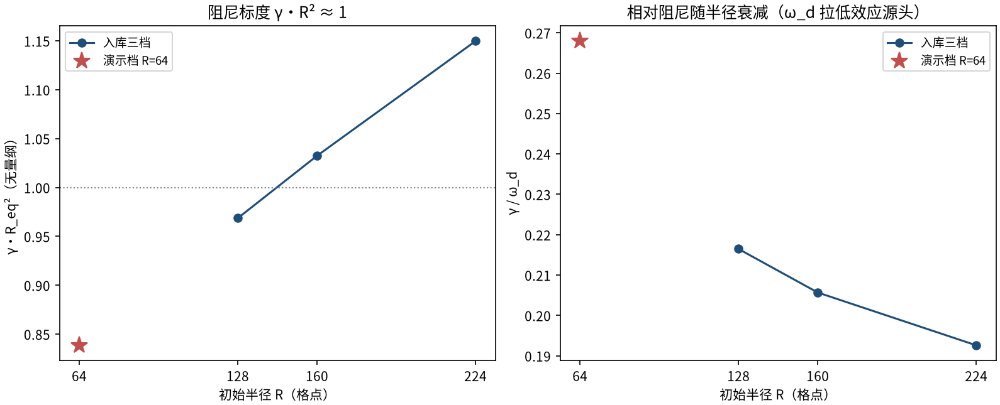 阻尼标度 γ · R² ≈ 1
入库三档
演示档 R=64
1.15
1.10
1.05
1.00
0.95
0.90
0.85
γ · R_eq²（无量纲）
64
128
160
224
初始半径 R（格点）
相对阻尼随半径衰减（ω_d 拉低效应源头）
入库三档
演示档 R=64
0.27
0.26
0.25
0.24
0.23
0.22
0.21
0.20
0.19
γ / ω_d
64
128
160
224
初始半径 R（格点）